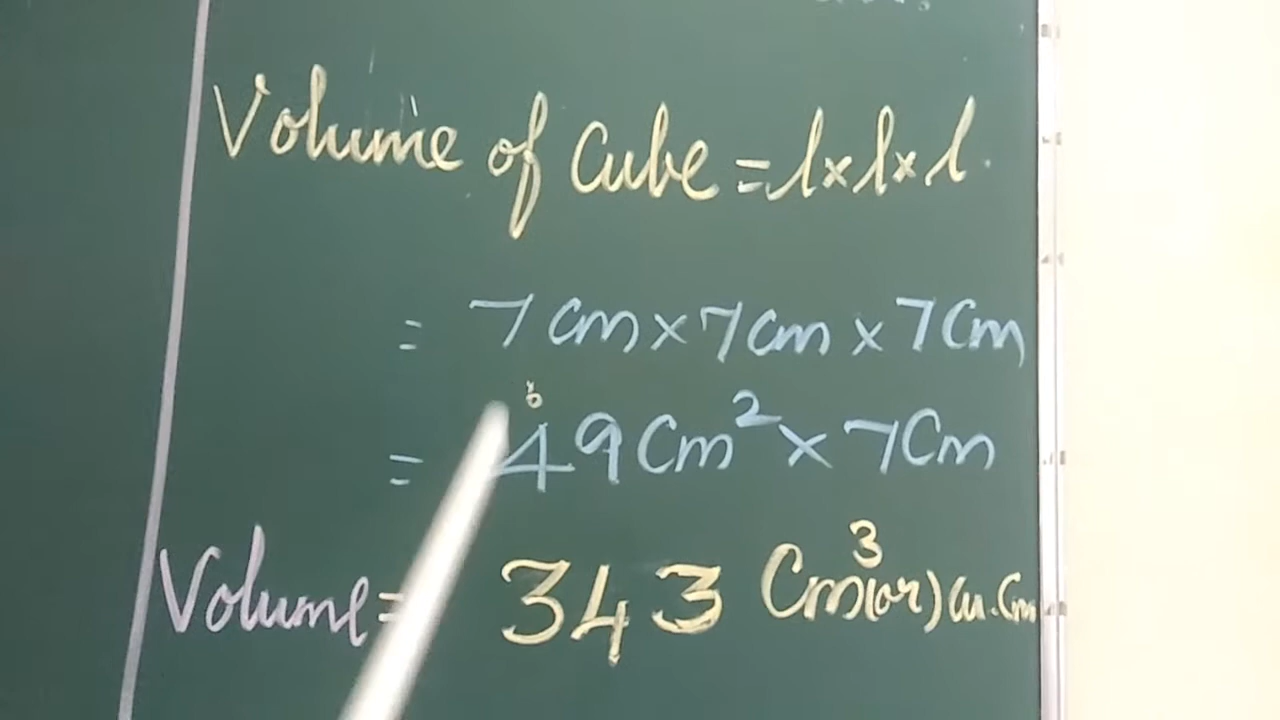 Volume of Cube = l × l × l
= 7 cm × 7 cm × 7 Cm
6
= 49 Cm² × 7 Cm
Volume = 343 Cm³ (or) Cu. Cm